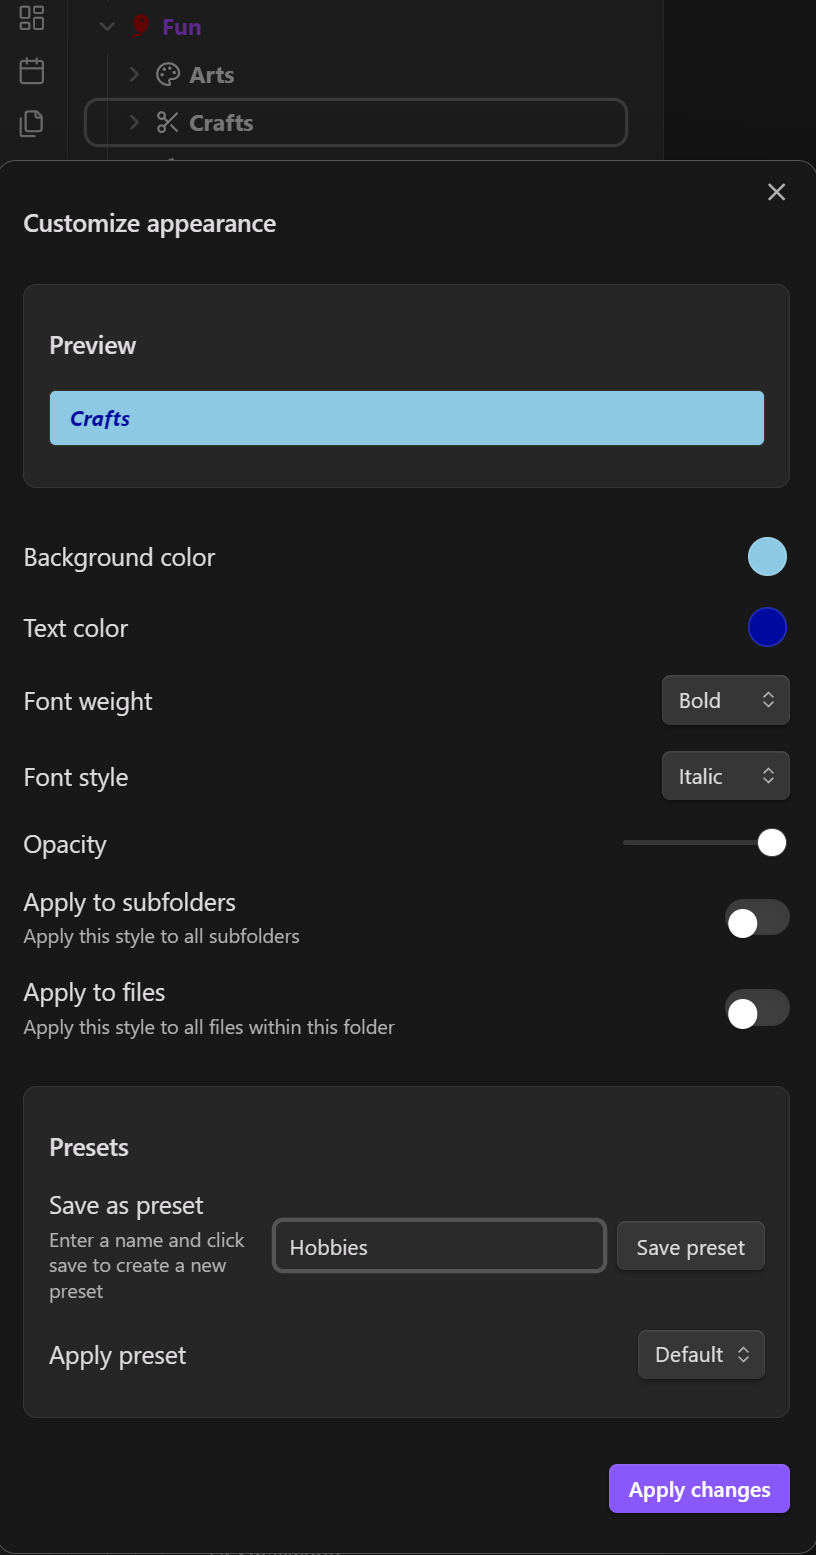 Fun
Arts
Crafts
Customize appearance
Preview
Crafts
Background color
Text color
Font weight
Bold
Font style
Italic
Opacity
Apply to subfolders
Apply this style to all subfolders
Apply to files
Apply this style to all files within this folder
Presets
Save as preset
Enter a name and click
save to create a new
preset
Hobbies
Save preset
Apply preset
Default
Apply changes